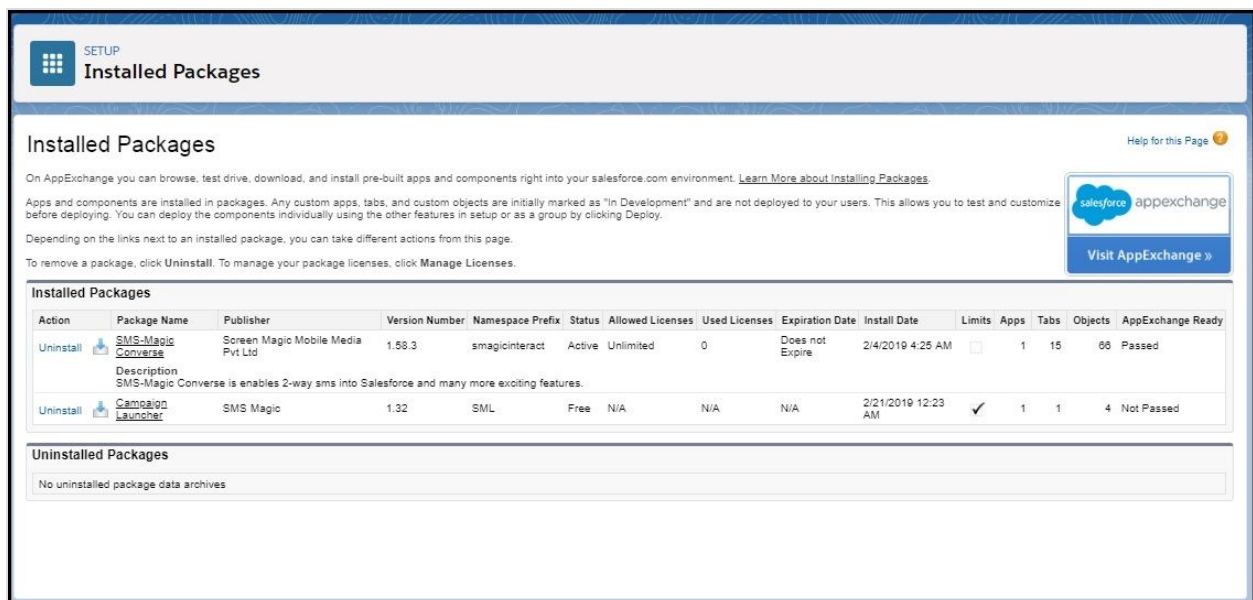 SETUP
Installed Packages
Installed Packages
Help for this Page
On AppExchange you can browse, test drive, download, and install pre-built apps and components right into your salesforce.com environment. Learn More about Installing Packages.
Apps and components are installed in packages. Any custom apps, tabs, and custom objects are initially marked as "In Development" and are not deployed to your users. This allows you to test and customize
before deploying. You can deploy the components individually using the other features in setup or as a group by clicking Deploy.
Depending on the links next to an installed package, you can take different actions from this page.
To remove a package, click Uninstall. To manage your package licenses, click Manage Licenses.
salesforce appexchange
Visit AppExchange »
Installed Packages
Action Package Name Publisher Version Number Namespace Prefix Status Allowed Licenses Used Licenses Expiration Date Install Date Limits Apps Tabs Objects AppExchange Ready
Uninstall SMS-Magic Converse Screen Magic Mobile Media Pvt Ltd 1.58.3 smagicinteract Active Unlimited 0 Does not Expire 2/4/2019 4:25 AM 1 15 66 Passed
Description
SMS-Magic Converse is enables 2-way sms into Salesforce and many more exciting features.
Uninstall Campaign Launcher SMS Magic 1.32 SML Free N/A N/A N/A 2/21/2019 12:23 AM ✓ 1 1 4 Not Passed
Uninstalled Packages
No uninstalled package data archives